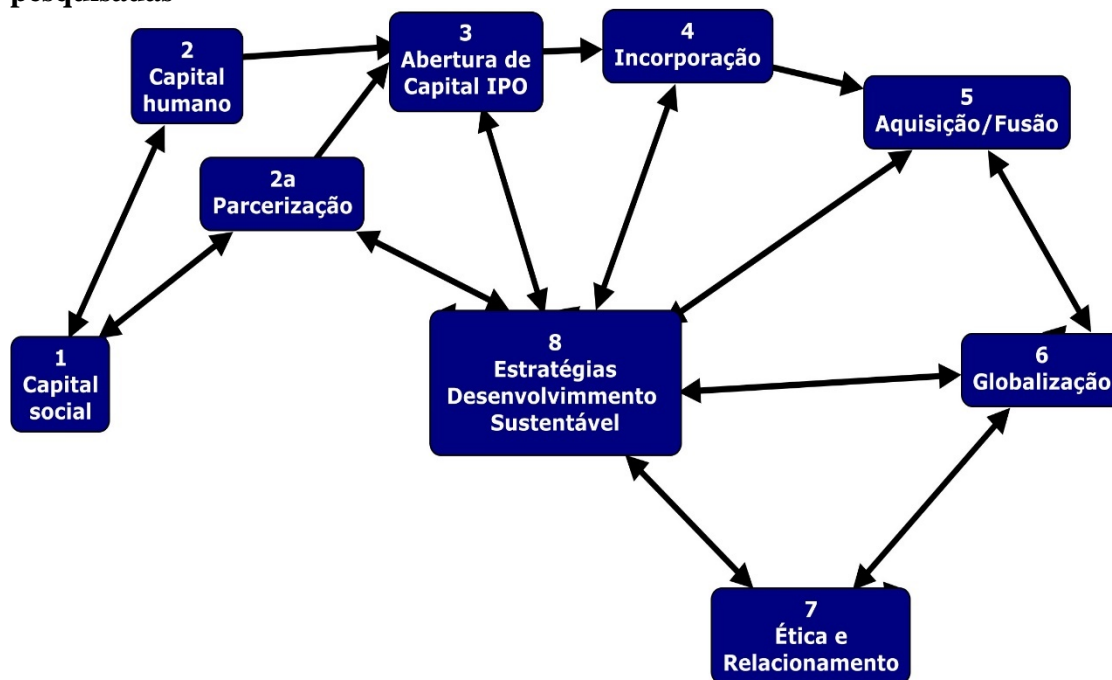 pesquisadas
2
Capital
humano
3
Abertura de
Capital IPO
4
Incorporação
5
Aquisição/Fusão
2a
Parcerização
1
Capital
social
8
Estratégias
Desenvolvimmento
Sustentável
6
Globalização
7
Ética e
Relacionamento